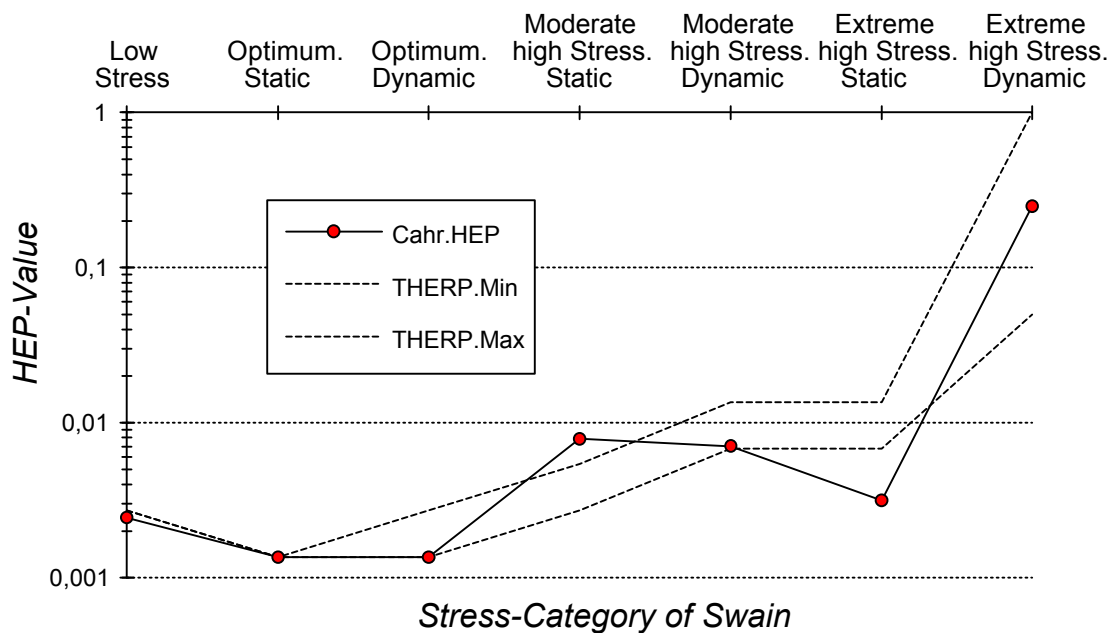 Low
Stress
Optimum.
Static
Optimum.
Dynamic
Moderate
high Stress.
Static
Moderate
high Stress.
Dynamic
Extreme
high Stress.
Static
Extreme
high Stress.
Dynamic
1
0,1
0,01
0,001
HEP-Value
Cahr.HEP
THERP.Min
THERP.Max
Stress-Category of Swain